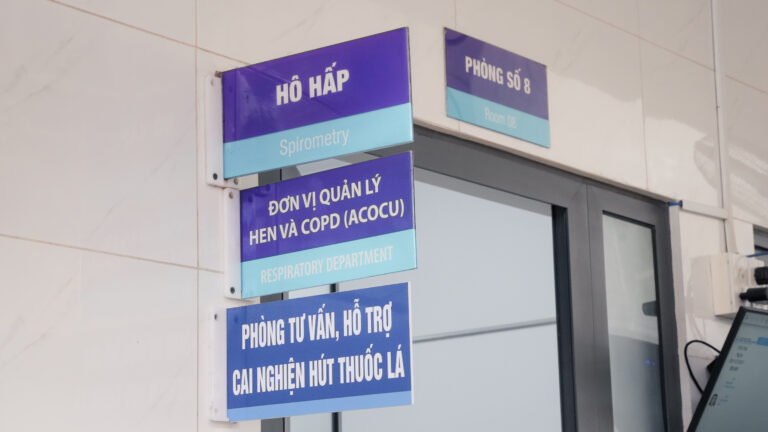 HÔ HẤP
Spirometry
PHÒNG SỐ 8
Room 08
ĐƠN VỊ QUẢN LÝ
HEN VÀ COPD (ACOCU)
RESPIRATORY DEPARTMENT
PHÒNG TƯ VẤN, HỖ TRỢ
CAI NGHIỆN HÚT THUỐC LÁ